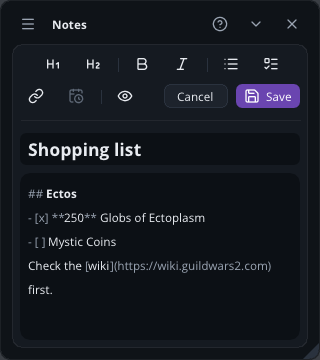 Notes
H1 H2 B I
Cancel Save
Shopping list
## Ectos
- [x] **250** Globs of Ectoplasm
- [ ] Mystic Coins
Check the [wiki](https://wiki.guildwars2.com)
first.